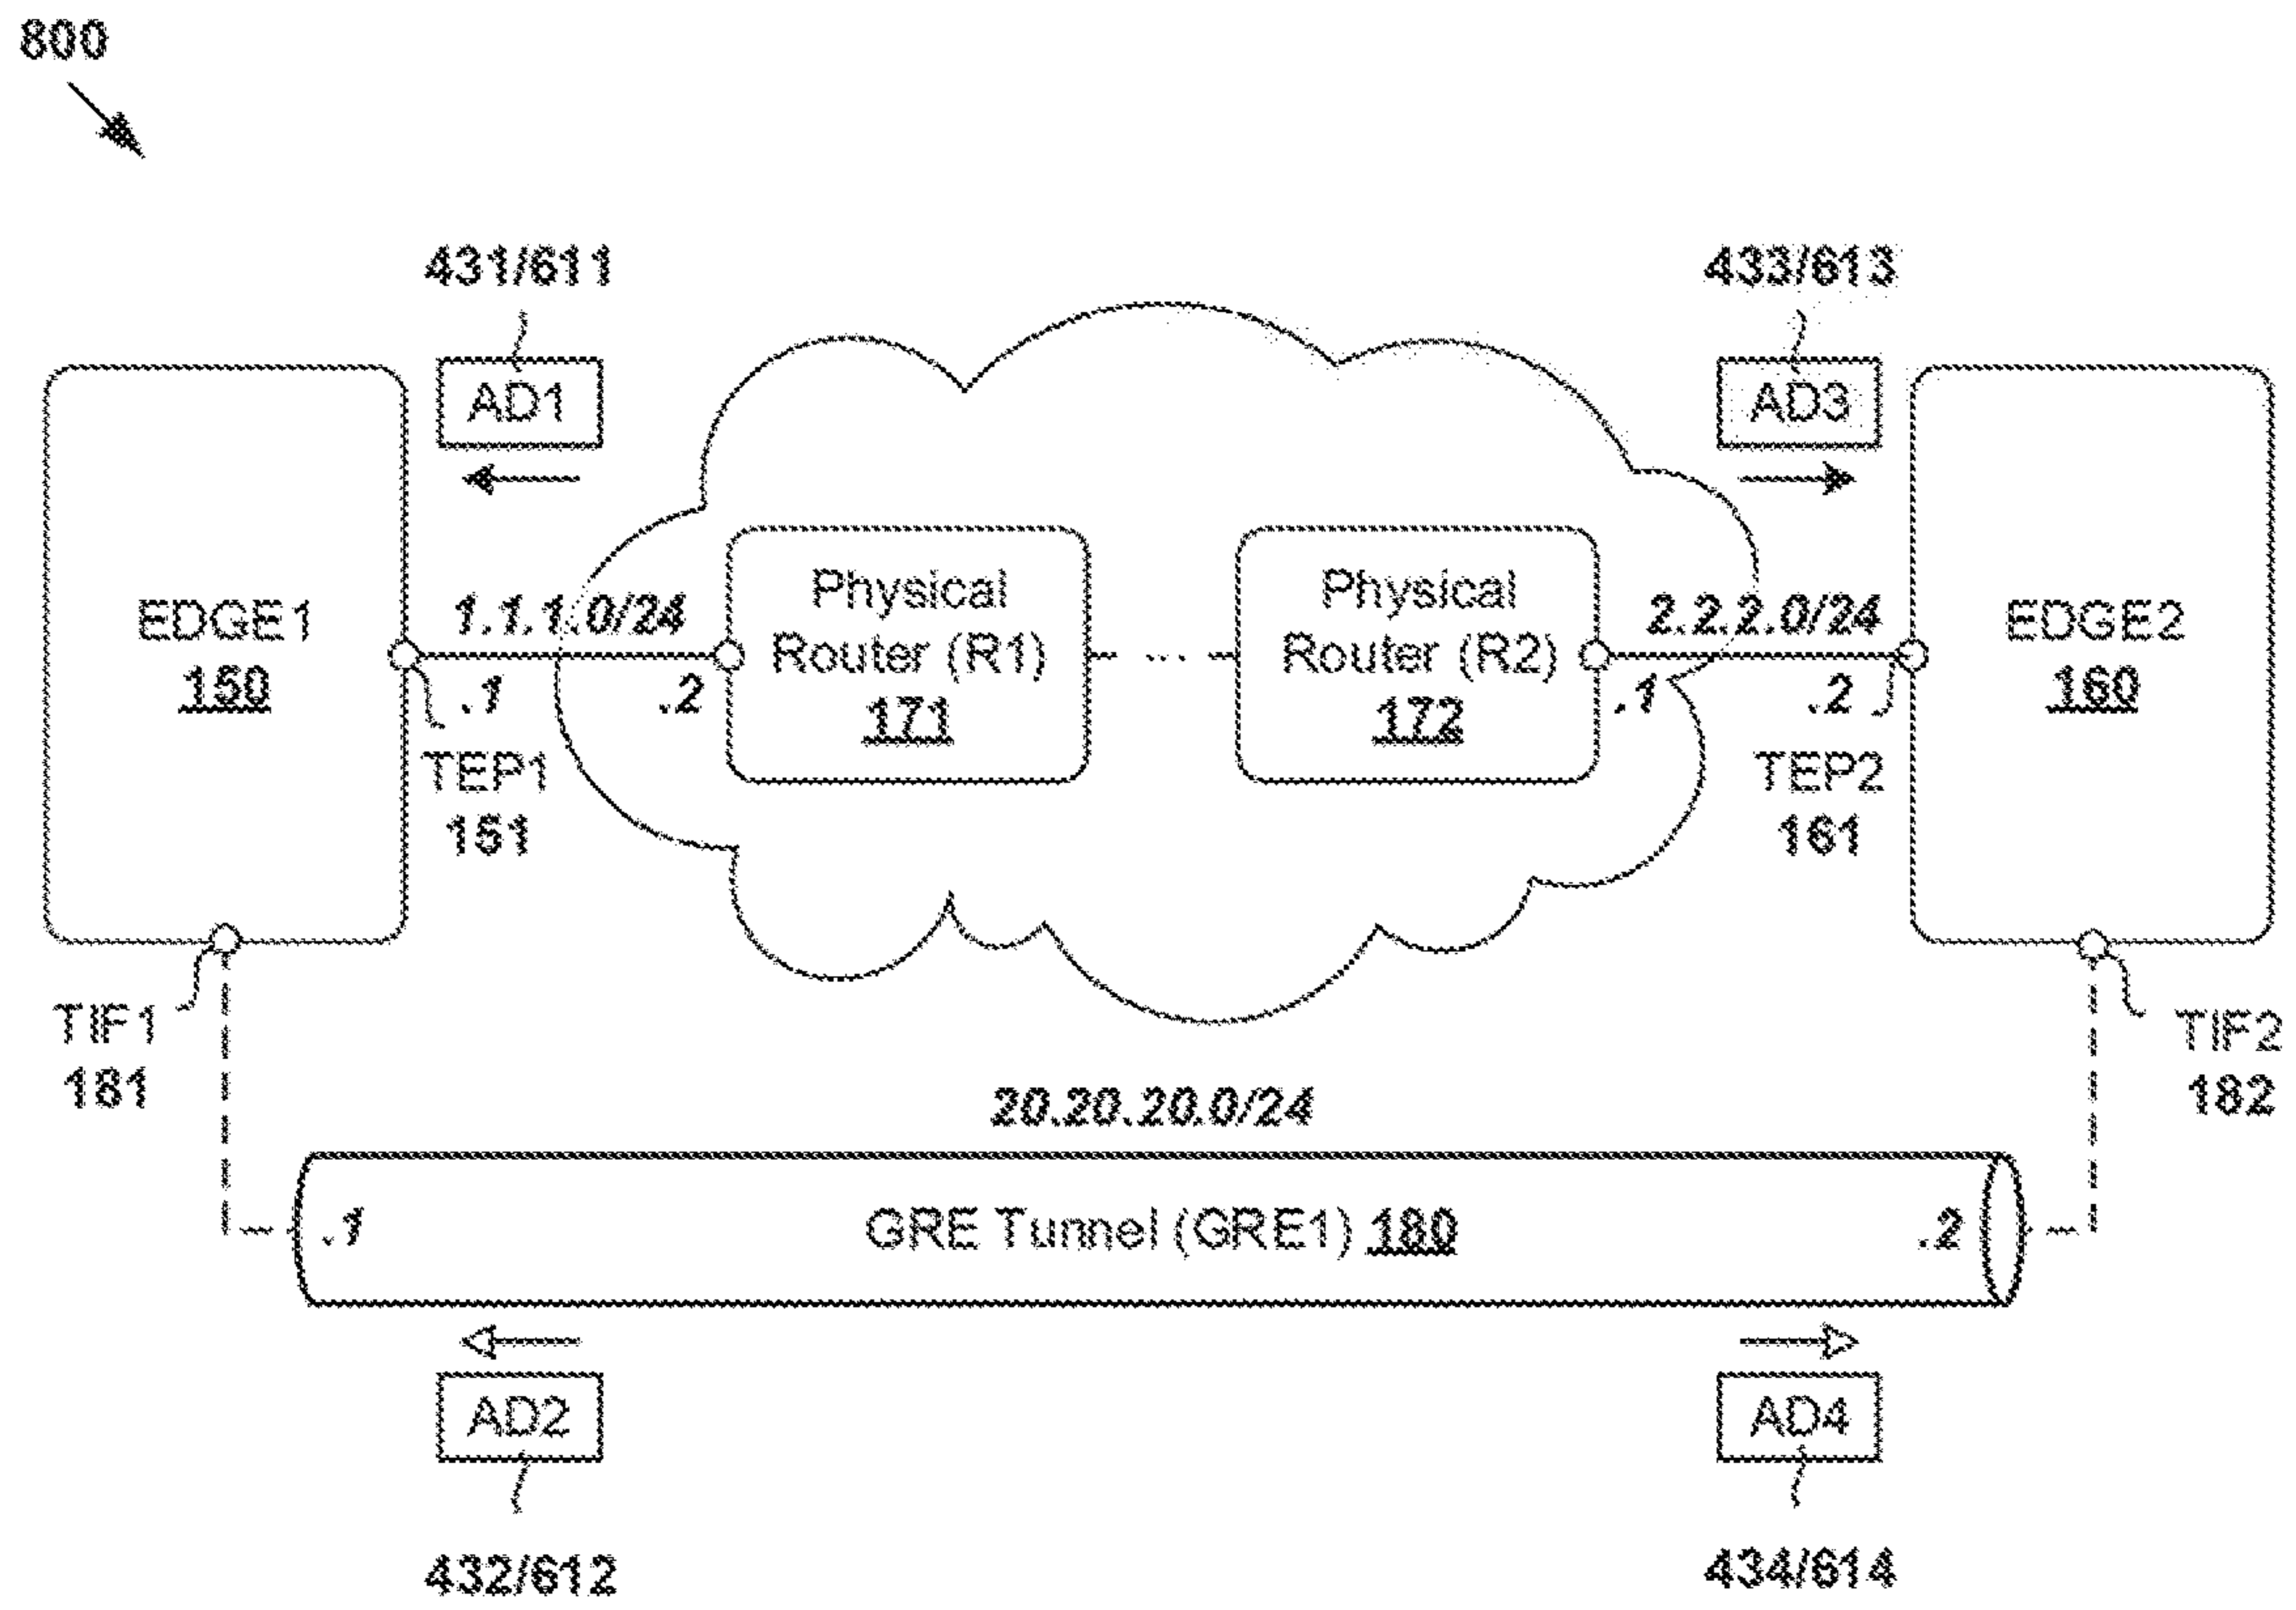 800
431/611
433/613
AD1
AD3
EDGE1
150
1.1.1.0/24
.1
.2
TEP1
151
Physical
Router (R1)
171
...
Physical
Router (R2)
172
2.2.2.0/24
.1
.2
TEP2
161
EDGE2
160
TIF1
181
TIF2
182
20.20.20.0/24
.1
GRE Tunnel (GRE1) 180
.2
AD2
AD4
432/612
434/614